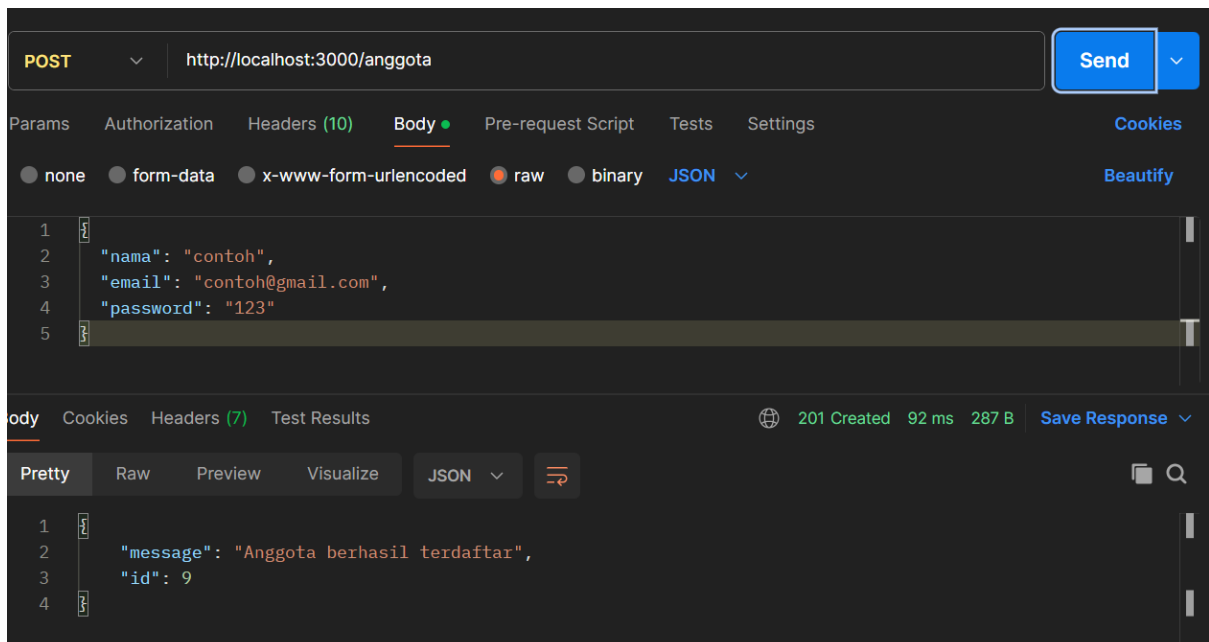 POST http://localhost:3000/anggota Send
Params Authorization Headers (10) Body Pre-request Script Tests Settings Cookies
none form-data x-www-form-urlencoded raw binary JSON Beautify
1 {
2 "nama": "contoh",
3 "email": "contoh@gmail.com",
4 "password": "123"
5 }
ody Cookies Headers (7) Test Results 201 Created 92 ms 287 B Save Response
Pretty Raw Preview Visualize JSON
1 {
2 "message": "Anggota berhasil terdaftar",
3 "id": 9
4 }